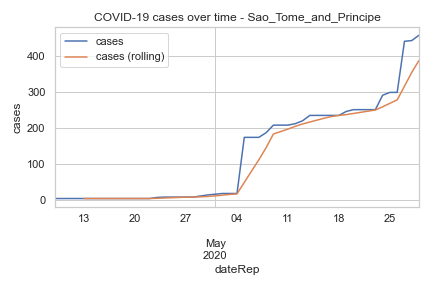 COVID-19 cases over time - Sao_Tome_and_Principe
cases
cases (rolling)
cases
400
300
200
100
0
13 20 27 04 11 18 25
May
2020
dateRep